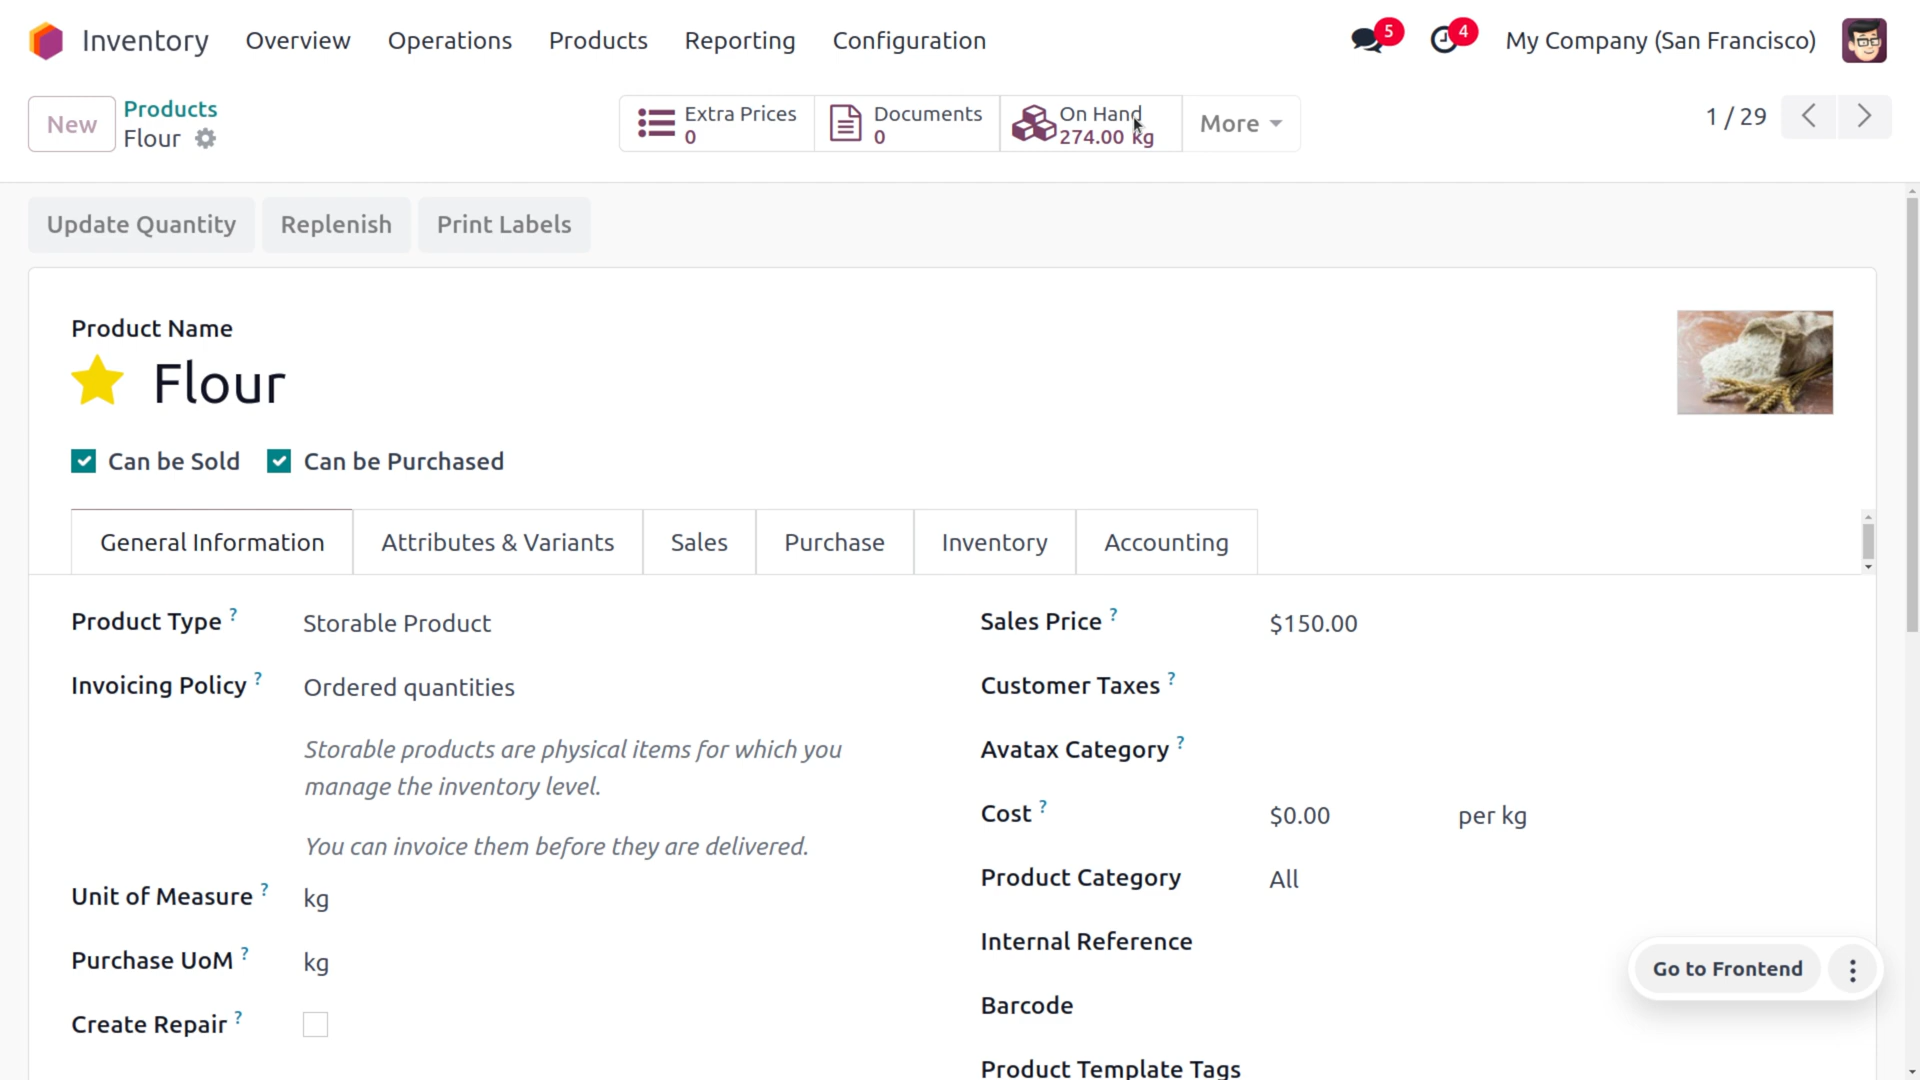 Inventory Overview Operations Products Reporting Configuration 5 4 My Company (San Francisco)
New Products Flour
Extra Prices 0
Documents 0
On Hand 274.00 kg
More
1 / 29
Update Quantity Replenish Print Labels
Product Name
Flour
Can be Sold Can be Purchased
General Information Attributes & Variants Sales Purchase Inventory Accounting
Product Type ? Storable Product
Invoicing Policy ? Ordered quantities
Storable products are physical items for which you
manage the inventory level.
You can invoice them before they are delivered.
Unit of Measure ? kg
Purchase UoM ? kg
Create Repair ?
Sales Price ? $150.00
Customer Taxes ?
Avatax Category ?
Cost ? $0.00 per kg
Product Category All
Internal Reference
Barcode
Product Template Tags
Go to Frontend